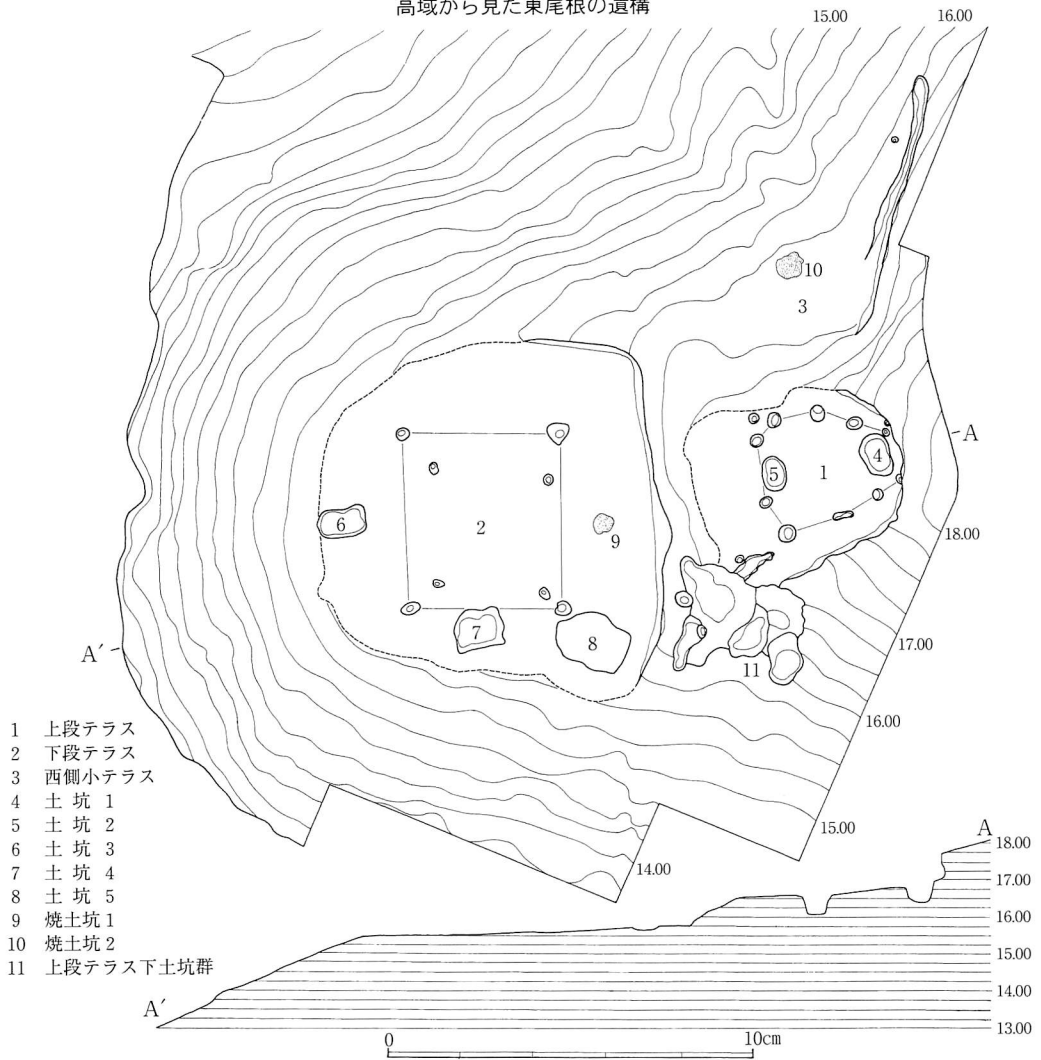 高域から見た東尾根の遺構
15.00
16.00
10
3
A
4
5
1
18.00
6
2
9
7
8
11
17.00
A′
16.00
15.00
14.00
1 上段テラス
2 下段テラス
3 西側小テラス
4 土坑 1
5 土坑 2
6 土坑 3
7 土坑 4
8 土坑 5
9 焼土坑 1
10 焼土坑 2
11 上段テラス下土坑群
A
18.00
17.00
16.00
15.00
14.00
13.00
A′
0 10cm